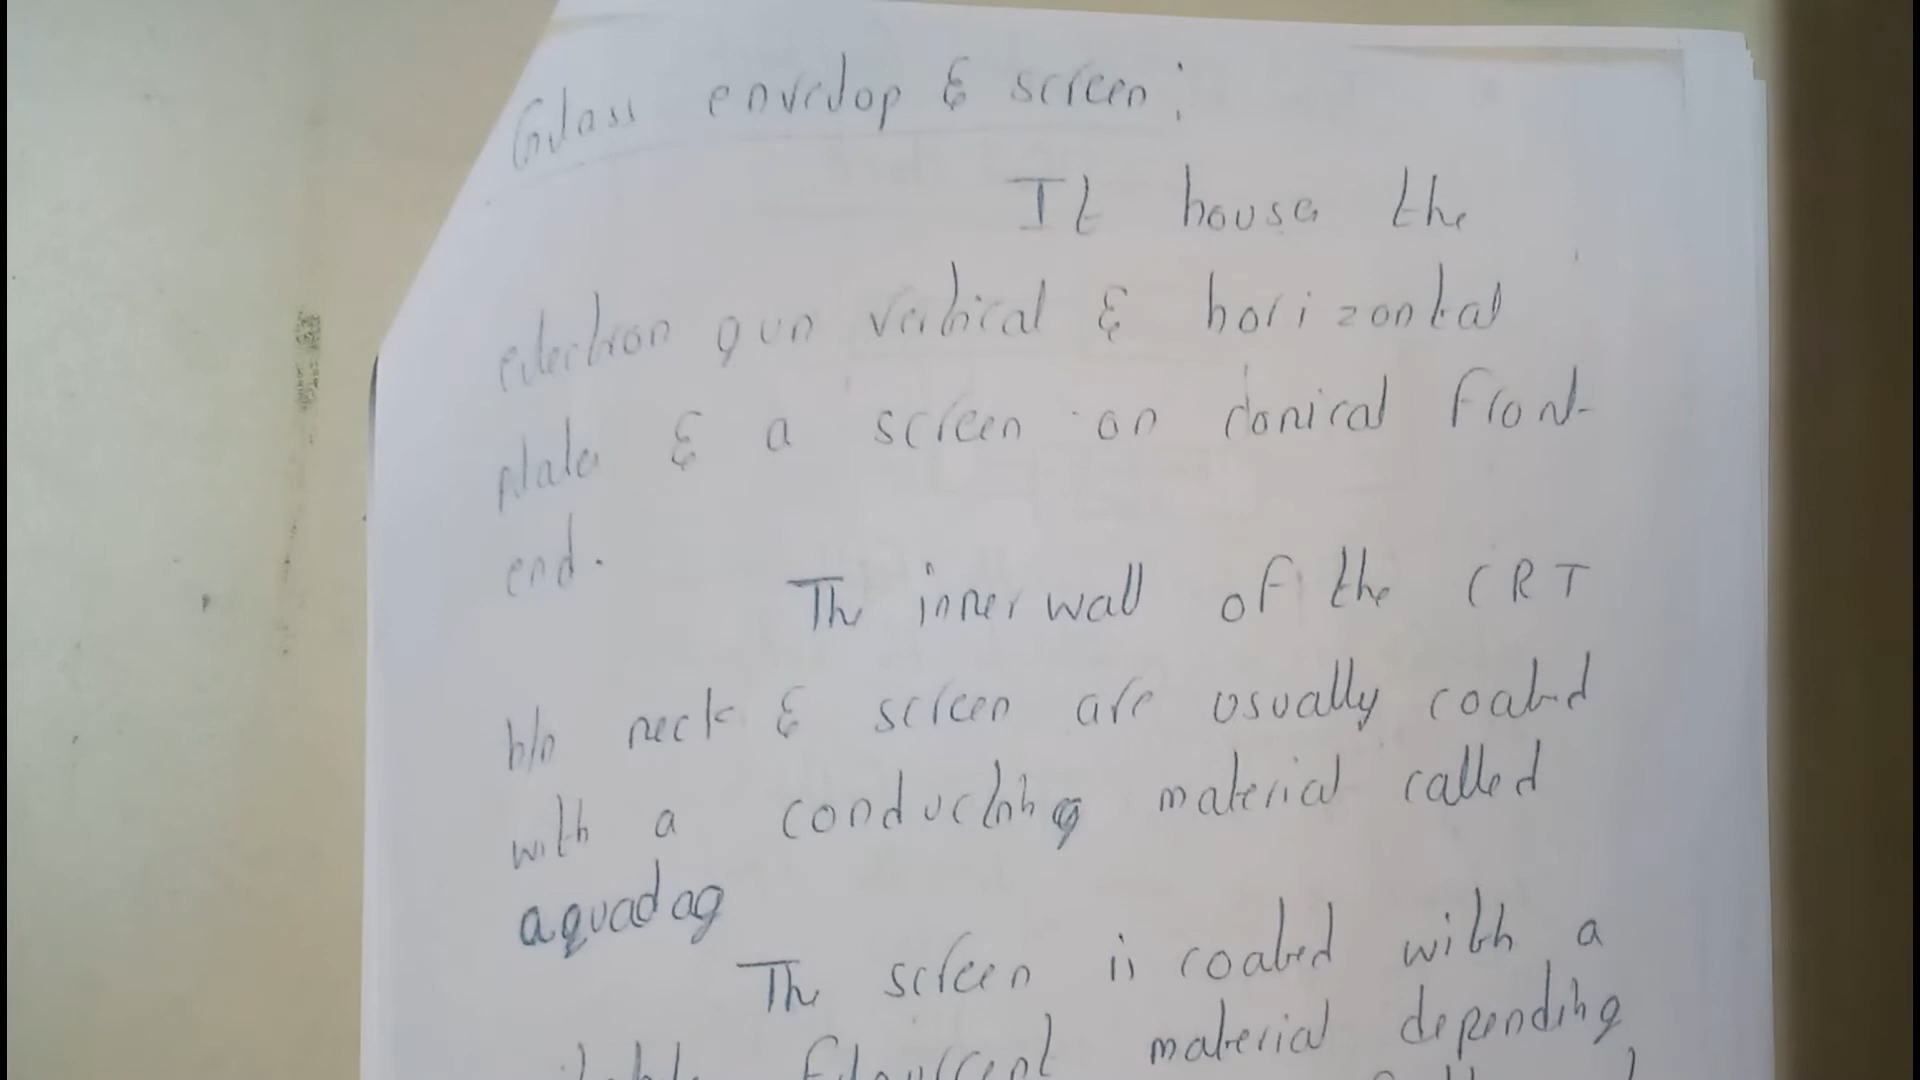 Glass envelop & screen:
It houses the
electron gun vertical & horizontal
plates & a screen on conical front
end.
The inner wall of the CRT
b/n neck & screen are usually coated
with a conducting material called
aquadag
The screen is coated with a
material depending